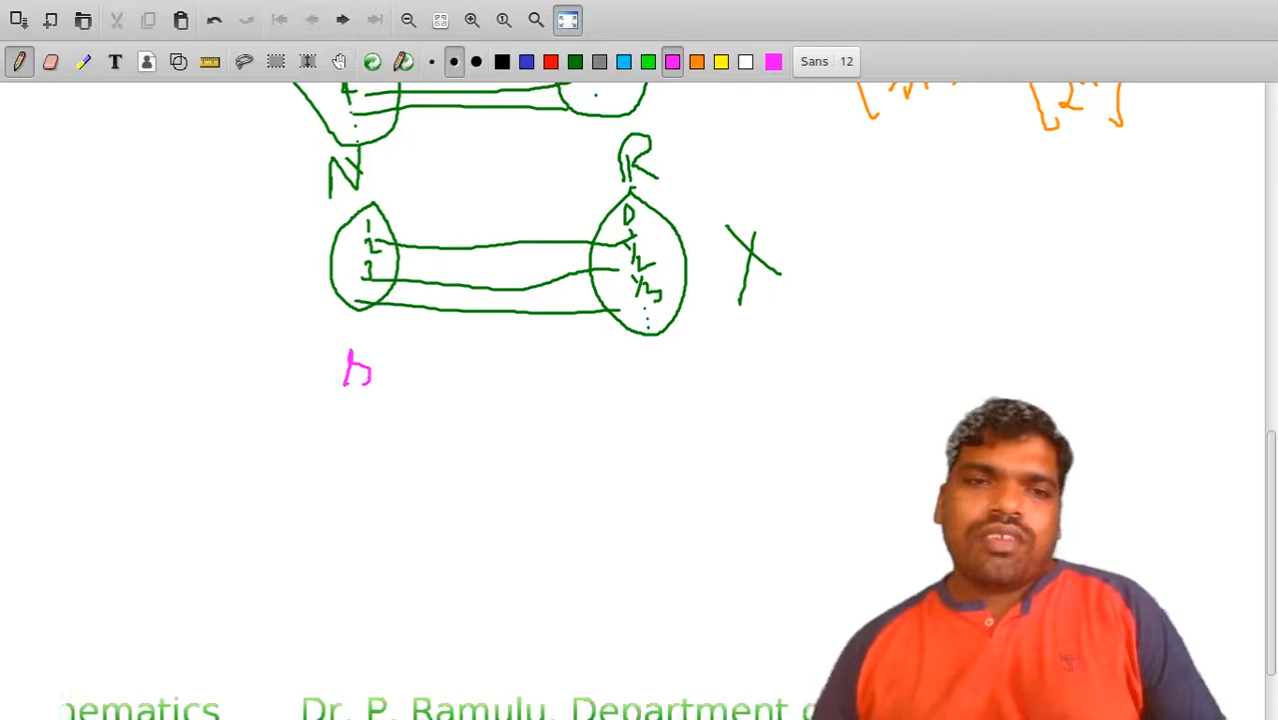 Sans 12
N R
1 0
2 1/2
3 1/3
h
hematics Dr. P. Ramulu, Department o